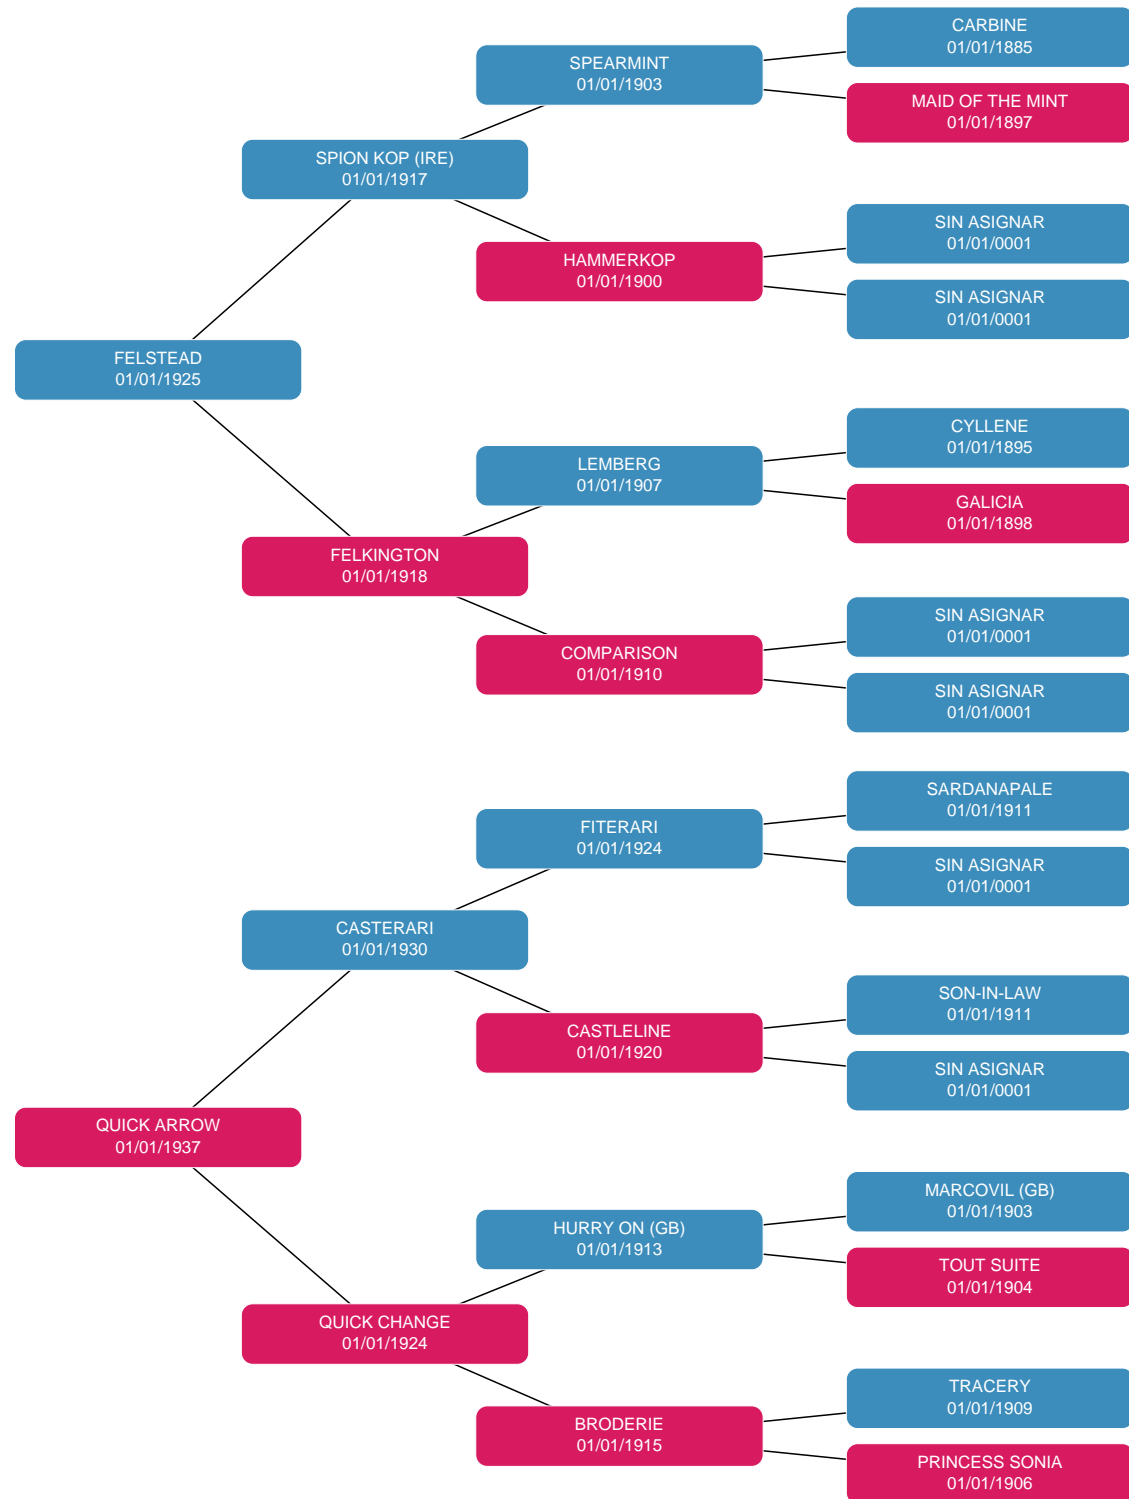 CARBINE
01/01/1885
SPEARMINT
01/01/1903
MAID OF THE MINT
01/01/1897
SPION KOP (IRE)
01/01/1917
SIN ASIGNAR
01/01/0001
HAMMERKOP
01/01/1900
SIN ASIGNAR
01/01/0001
FELSTEAD
01/01/1925
CYLLENE
01/01/1895
LEMBERG
01/01/1907
GALICIA
01/01/1898
FELKINGTON
01/01/1918
SIN ASIGNAR
01/01/0001
COMPARISON
01/01/1910
SIN ASIGNAR
01/01/0001
SARDANAPALE
01/01/1911
FITERARI
01/01/1924
SIN ASIGNAR
01/01/0001
CASTERARI
01/01/1930
SON-IN-LAW
01/01/1911
CASTLELINE
01/01/1920
SIN ASIGNAR
01/01/0001
QUICK ARROW
01/01/1937
MARCOVIL (GB)
01/01/1903
HURRY ON (GB)
01/01/1913
TOUT SUITE
01/01/1904
QUICK CHANGE
01/01/1924
TRACERY
01/01/1909
BRODERIE
01/01/1915
PRINCESS SONIA
01/01/1906